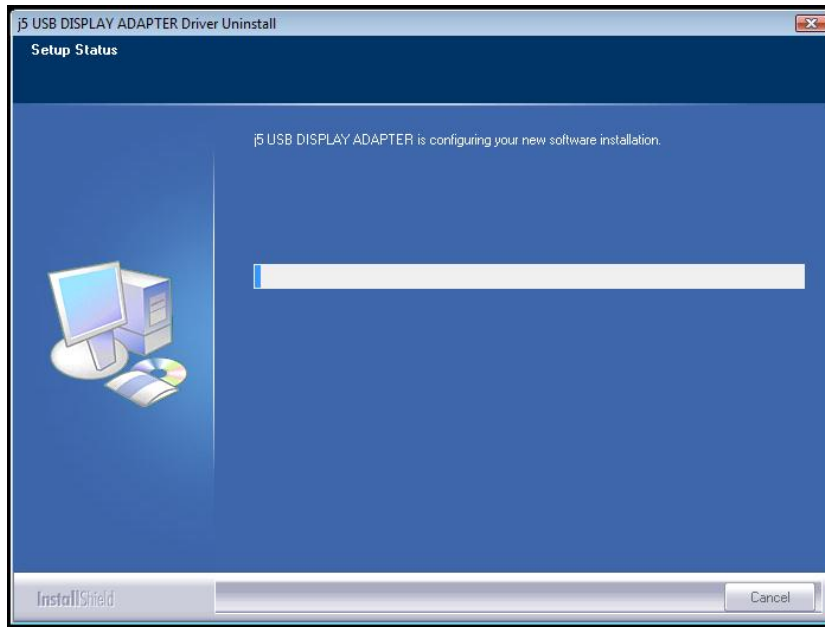 j5 USB DISPLAY ADAPTER Driver Uninstall
Setup Status
j5 USB DISPLAY ADAPTER is configuring your new software installation.
InstallShield
Cancel